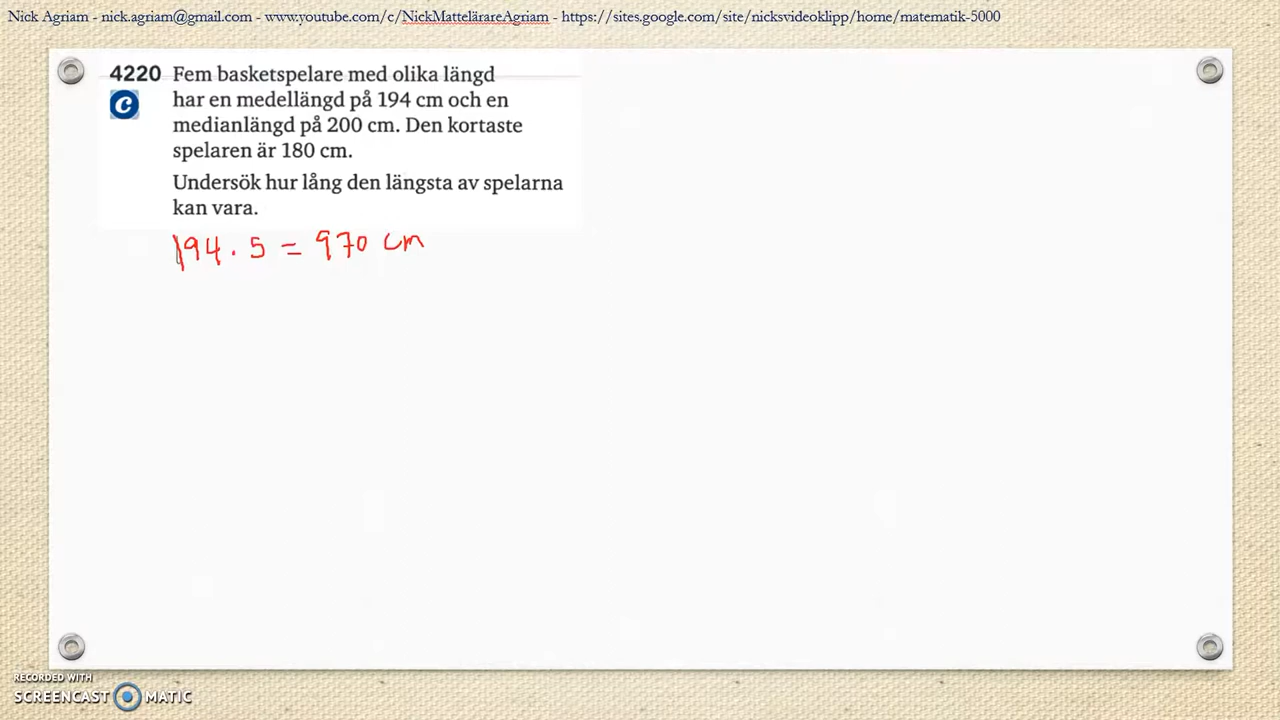 Nick Agriam - nick.agriam@gmail.com - www.youtube.com/c/NickMattelärareAgriam - https://sites.google.com/site/nicksvideoklipp/home/matematik-5000
4220 Fem basketspelare med olika längd
C har en medellängd på 194 cm och en
medianlängd på 200 cm. Den kortaste
spelaren är 180 cm.
Undersök hur lång den längsta av spelarna
kan vara.
194 · 5 = 970 cm
RECORDED WITH
SCREENCAST MATIC